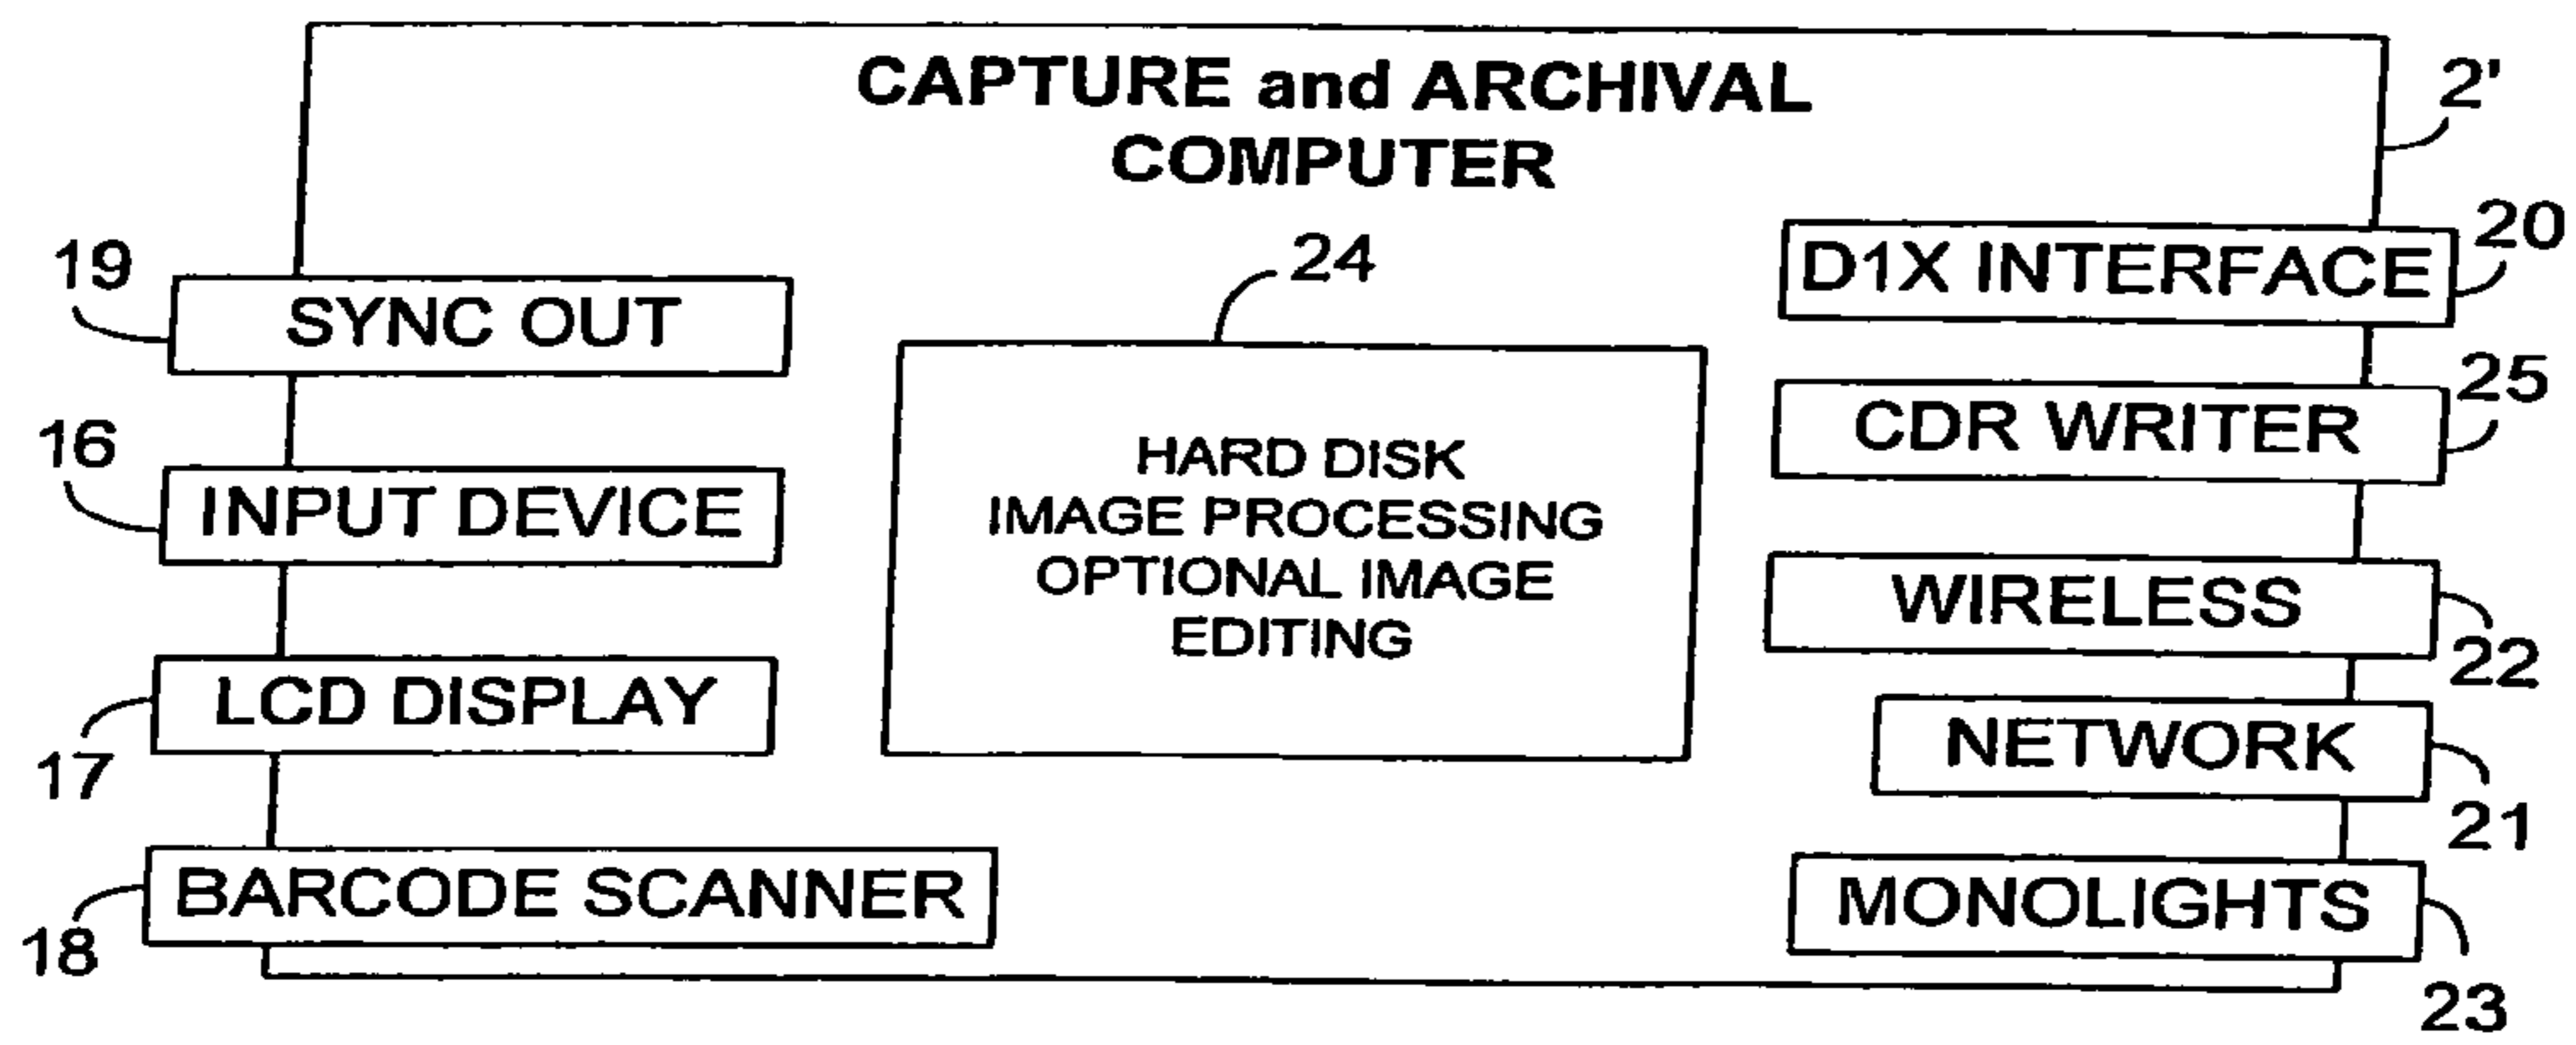 CAPTURE and ARCHIVAL
COMPUTER
2'
19
SYNC OUT
16
INPUT DEVICE
17
LCD DISPLAY
18
BARCODE SCANNER
24
HARD DISK
IMAGE PROCESSING
OPTIONAL IMAGE
EDITING
20
D1X INTERFACE
25
CDR WRITER
WIRELESS
22
NETWORK
21
MONOLIGHTS
23